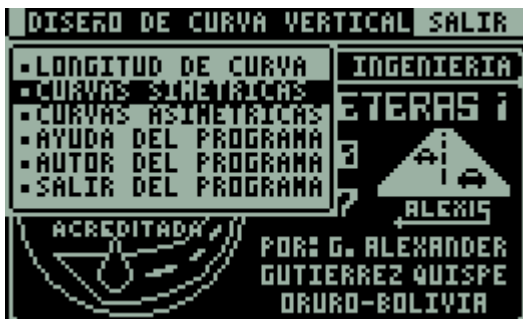 DISEÑO DE CURVA VERTICAL SALIR
▪LONGITUD DE CURVA
▪CURVAS SIMETRICAS
▪CURVAS ASIMETRICAS
▪AYUDA DEL PROGRAMA
▪AUTOR DEL PROGRAMA
▪SALIR DEL PROGRAMA
INGENIERIA
ETERAS i
ALEXIS
ACREDITADA
POR: G. ALEXANDER
GUTIERREZ QUISPE
ORURO-BOLIVIA